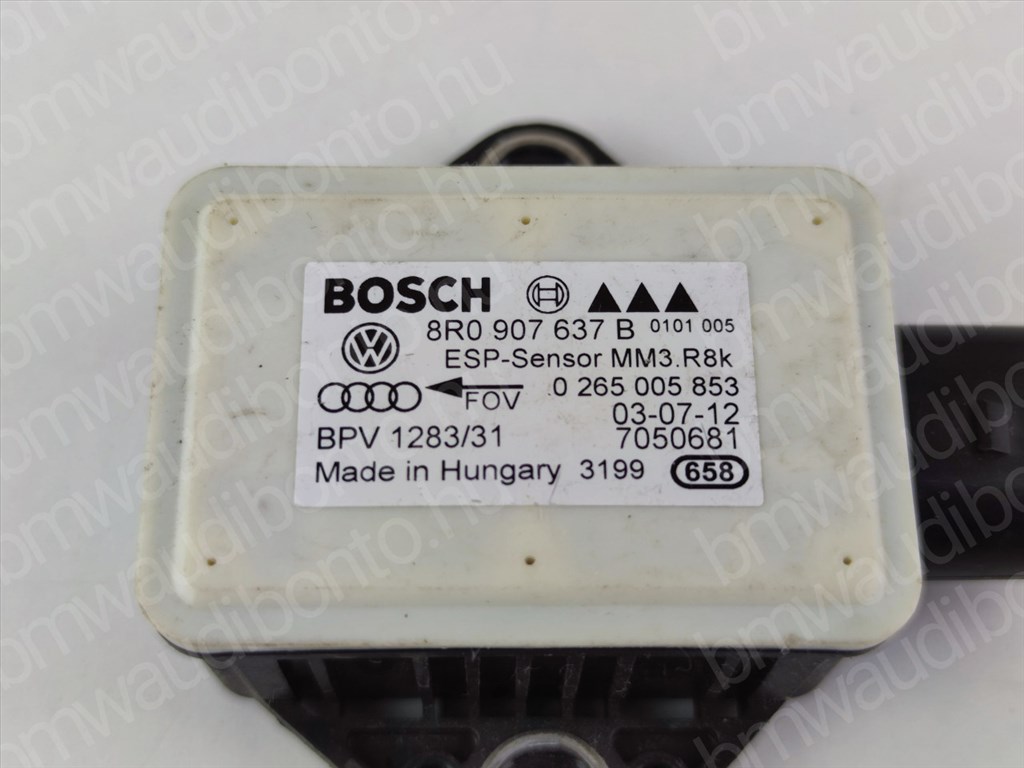 BOSCH
8R0 907 637 B 0101 005
ESP-Sensor MM3.R8k
FOV 0 265 005 853
03-07-12
BPV 1283/31 7050681
Made in Hungary 3199 658
bmwaudibonto.hu